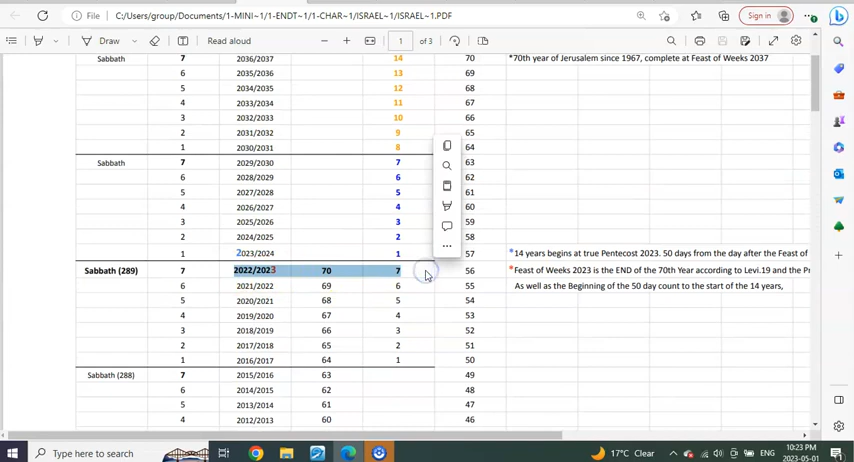 File C:/Users/group/Documents/1-MINI~1/1-ENDT~1/1-CHAR~1/ISRAEL~1/ISRAEL~1.PDF Sign in
Draw Read aloud 1 of 3
Sabbath 7 2036/2037 14 70 *70th year of Jerusalem since 1967, complete at Feast of Weeks 2037
6 2035/2036 13 69
5 2034/2035 12 68
4 2033/2034 11 67
3 2032/2033 10 66
2 2031/2032 9 65
1 2030/2031 8 64
Sabbath 7 2029/2030 7 63
6 2028/2029 6 62
5 2027/2028 5 61
4 2026/2027 4 60
3 2025/2026 3 59
2 2024/2025 2 58
1 2023/2024 1 57 *14 years begins at true Pentecost 2023. 50 days from the day after the Feast of
Sabbath (289) 7 2022/2023 70 7 56 *Feast of Weeks 2023 is the END of the 70th Year according to Levi.19 and the Pr
6 2021/2022 69 6 55 As well as the Beginning of the 50 day count to the start of the 14 years,
5 2020/2021 68 5 54
4 2019/2020 67 4 53
3 2018/2019 66 3 52
2 2017/2018 65 2 51
1 2016/2017 64 1 50
Sabbath (288) 7 2015/2016 63 49
6 2014/2015 62 48
5 2013/2014 61 47
4 2012/2013 60 46
Type here to search 17°C Clear ENG 10:23 PM
2023-05-01